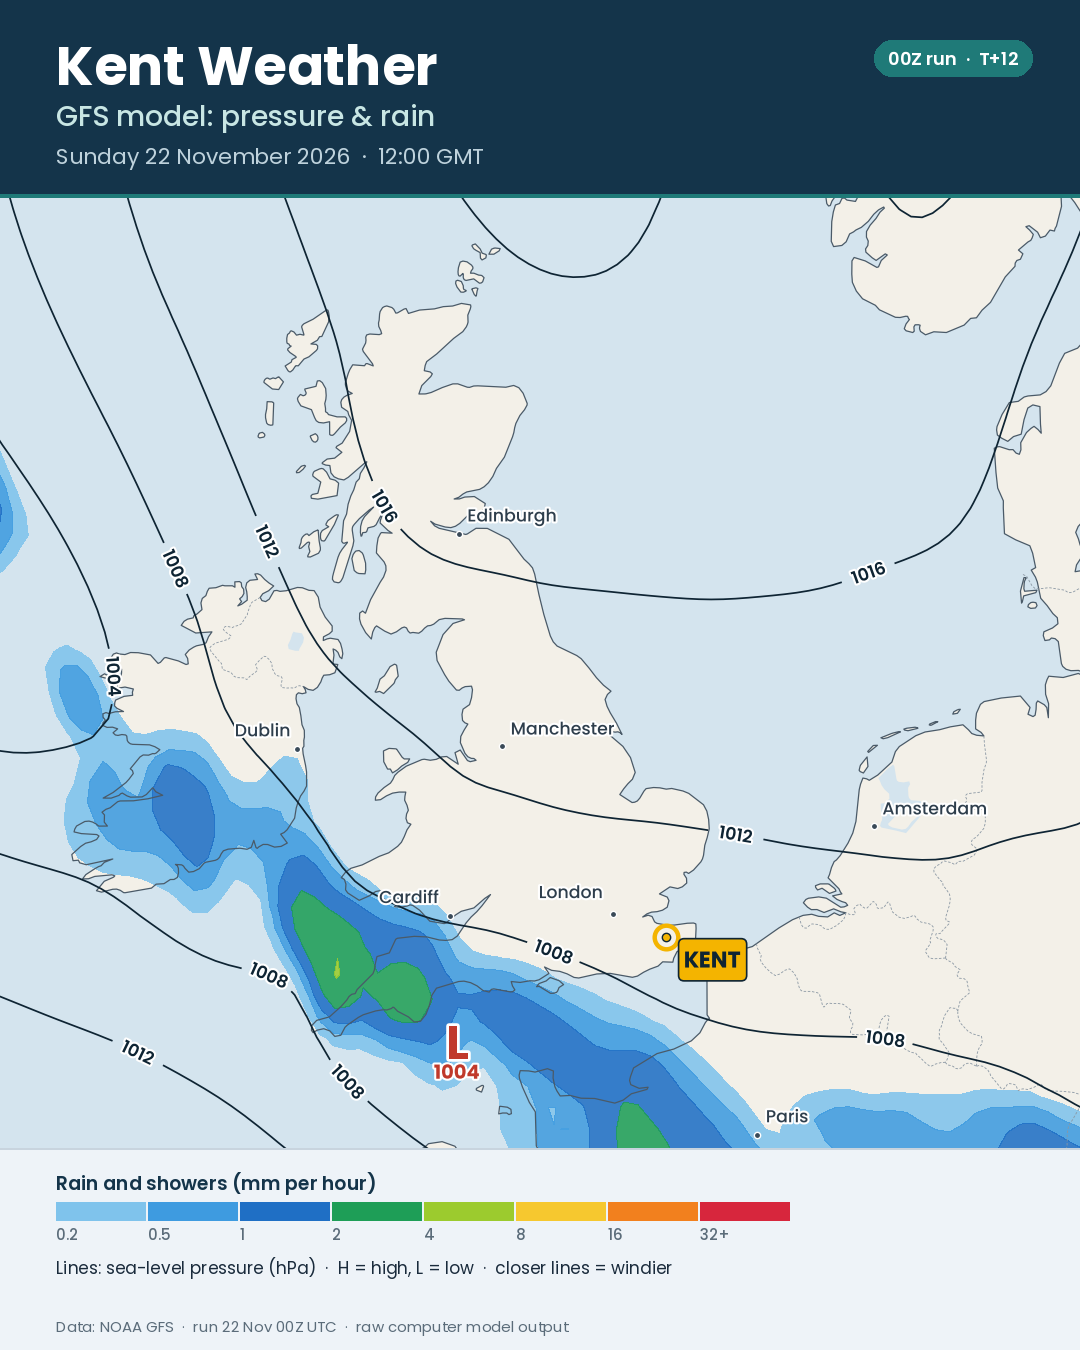 Kent Weather
00Z run · T+12
GFS model: pressure & rain
Sunday 22 November 2026 · 12:00 GMT
1016
Edinburgh
1012
1008
1016
1004
Dublin
Manchester
Amsterdam
1012
Cardiff
London
1008
KENT
1008
1008
1012
L
1004
1008
Paris
Rain and showers (mm per hour)
0.2 0.5 1 2 4 8 16 32+
Lines: sea-level pressure (hPa) · H = high, L = low · closer lines = windier
Data: NOAA GFS · run 22 Nov 00Z UTC · raw computer model output